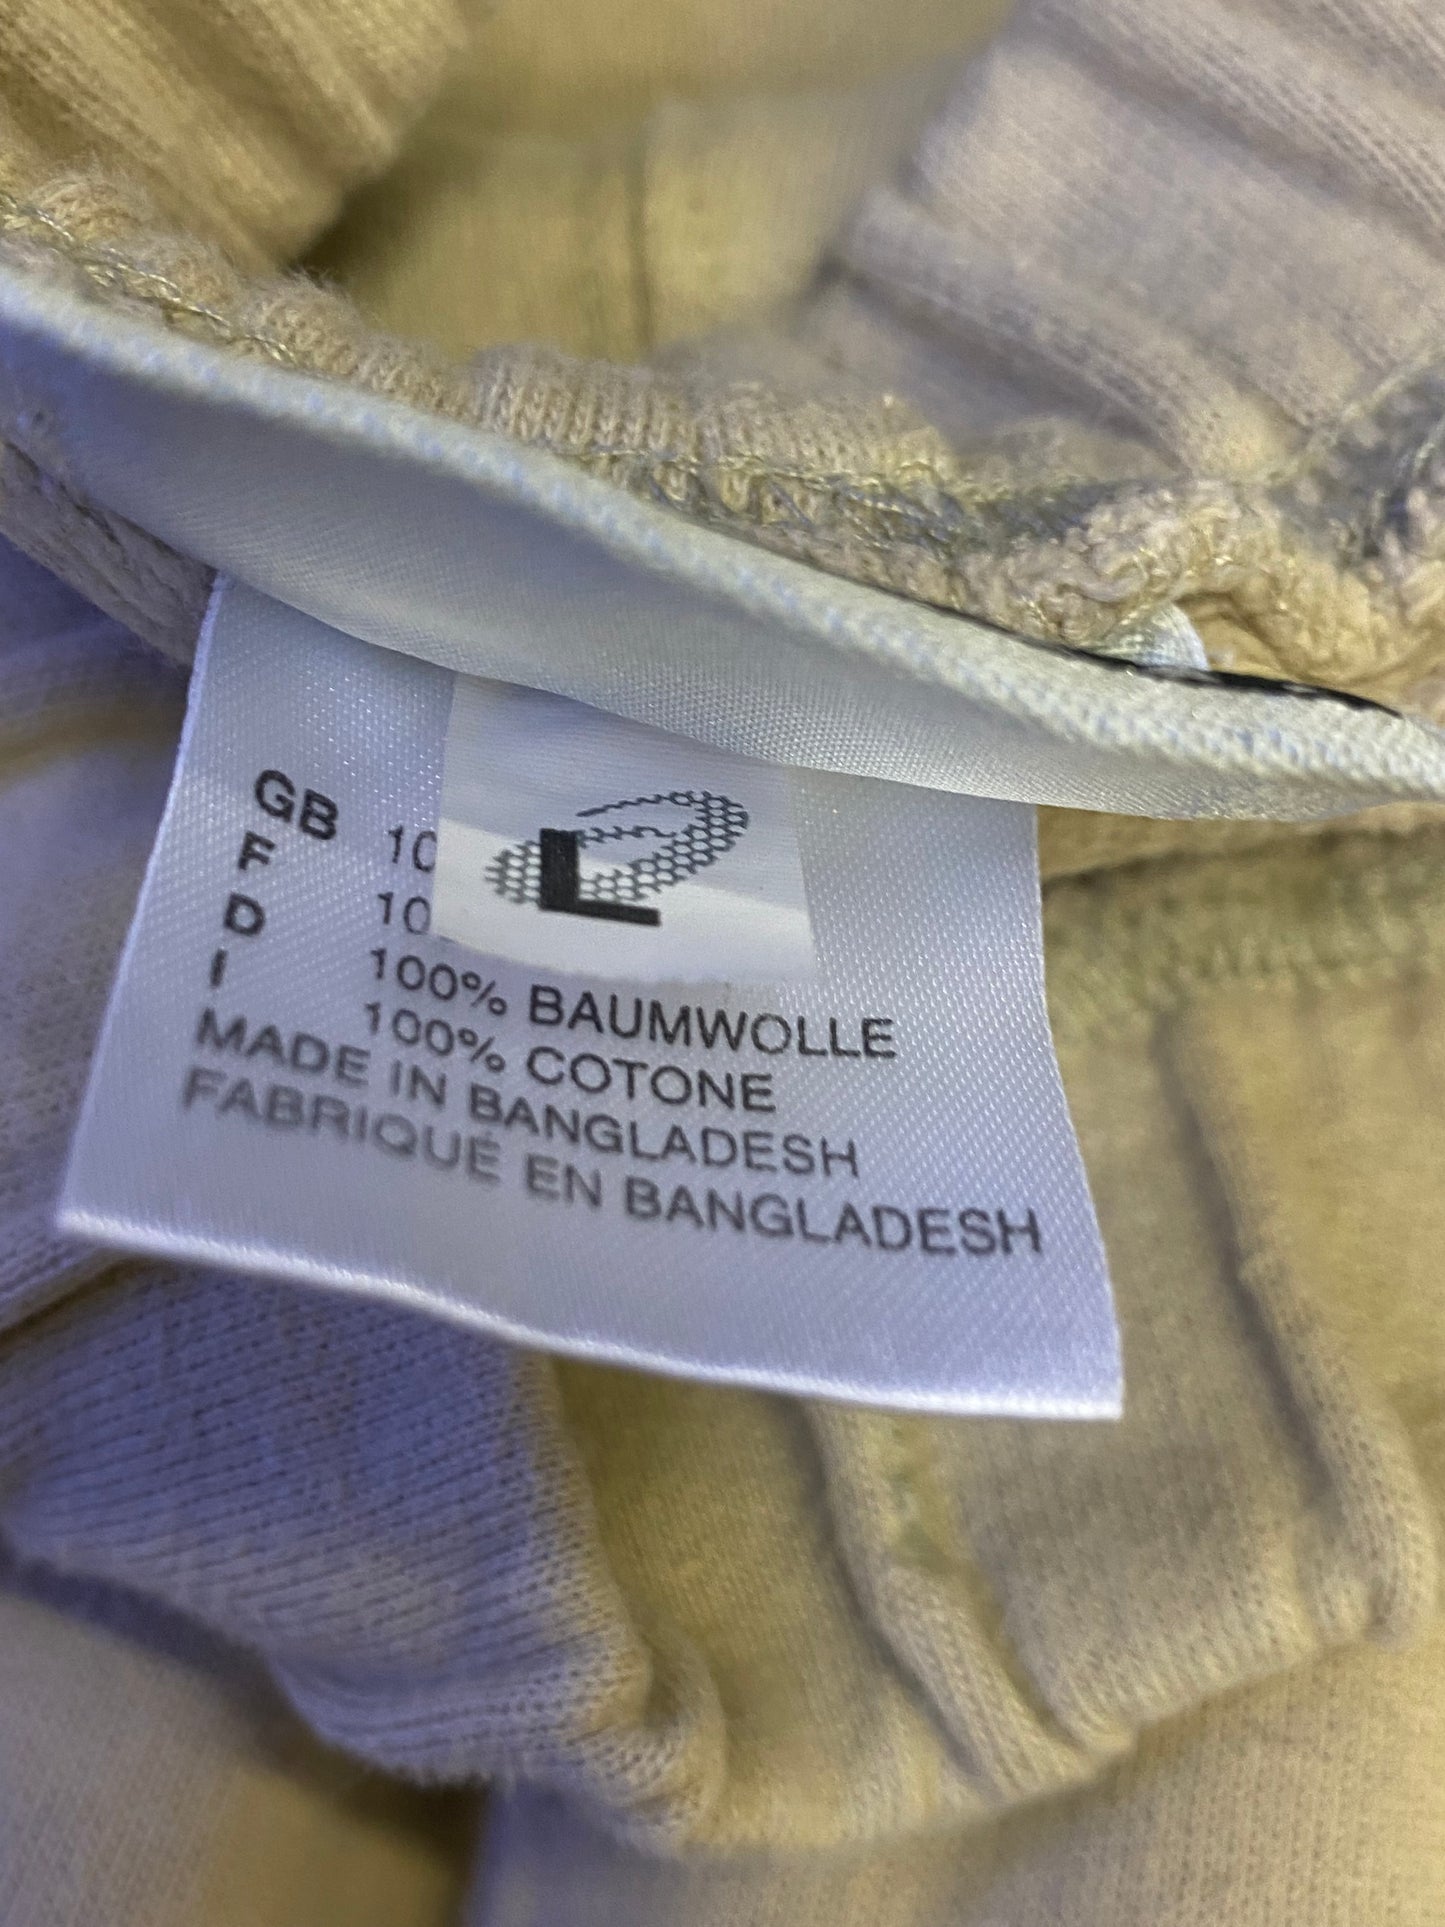 GB 10
F 10
D 100% BAUMWOLLE
I 100% COTONE
MADE IN BANGLADESH
FABRIQUÉ EN BANGLADESH
L